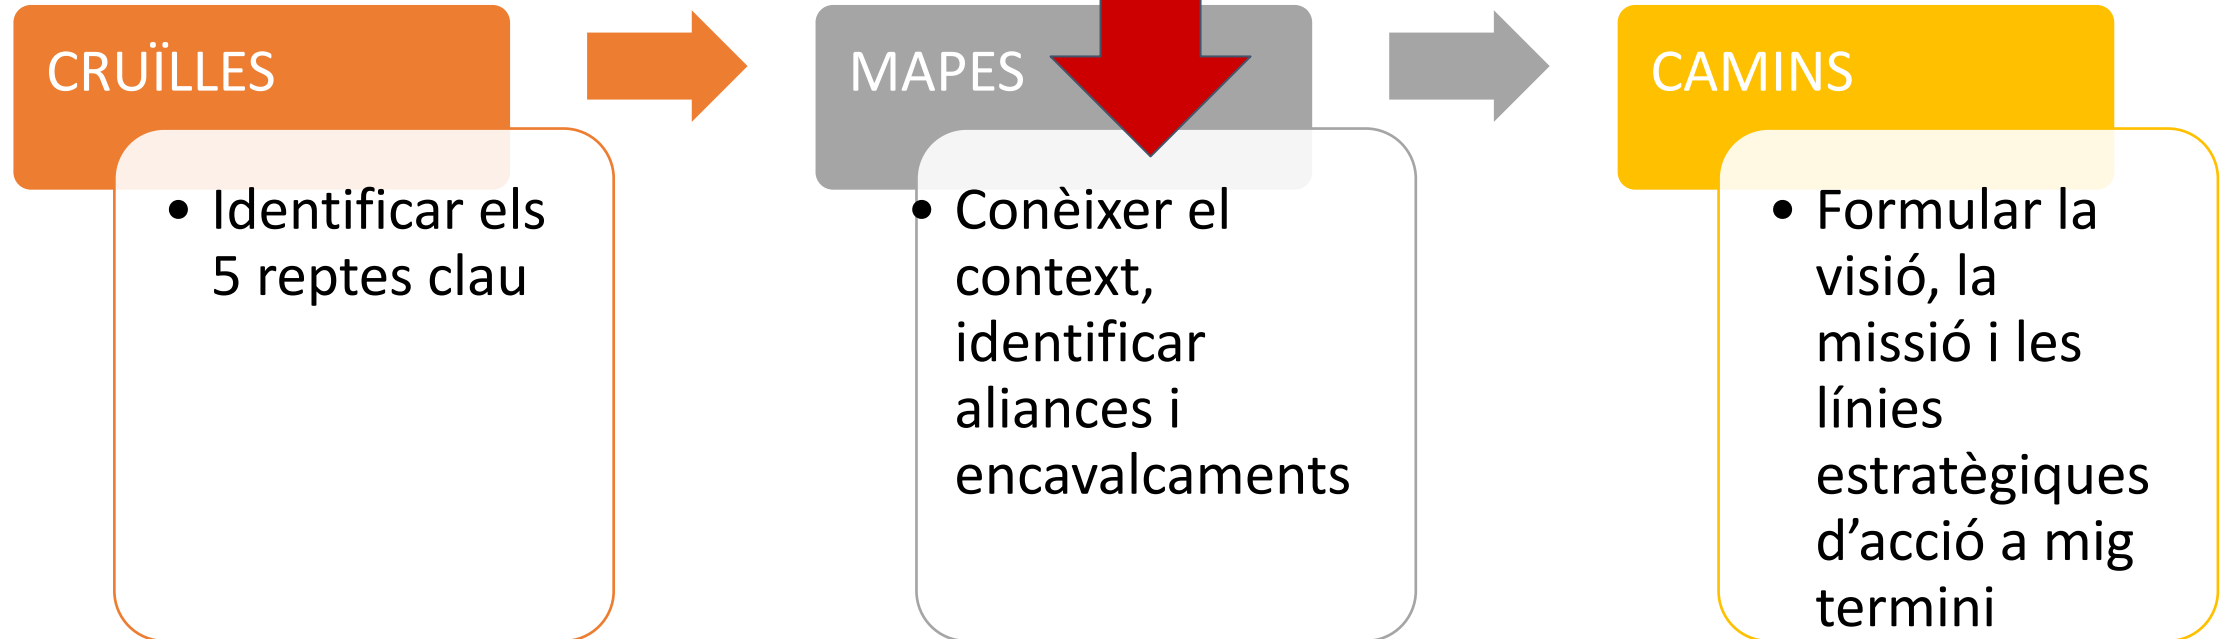 CRUÏLLES
• Identificar els
5 reptes clau
MAPES
• Conèixer el
context,
identificar
aliances i
encavalcaments
CAMINS
• Formular la
visió, la
missió i les
línies
estratègiques
d’acció a mig
termini